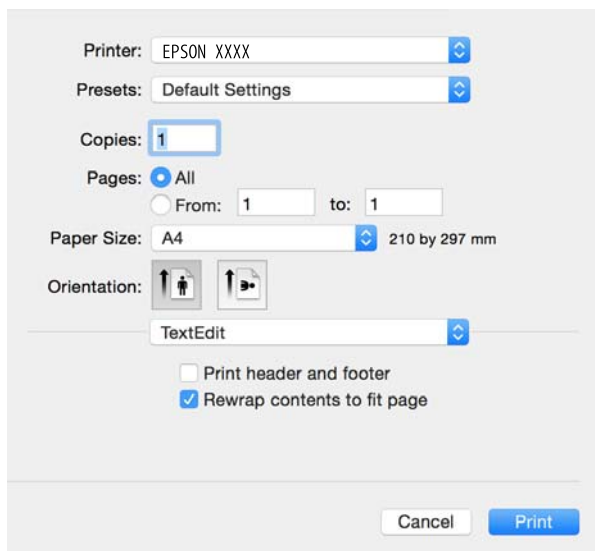 Printer: EPSON XXXX
Presets: Default Settings
Copies: 1
Pages: All
From: 1 to: 1
Paper Size: A4 210 by 297 mm
Orientation:
TextEdit
Print header and footer
Rewrap contents to fit page
Cancel Print